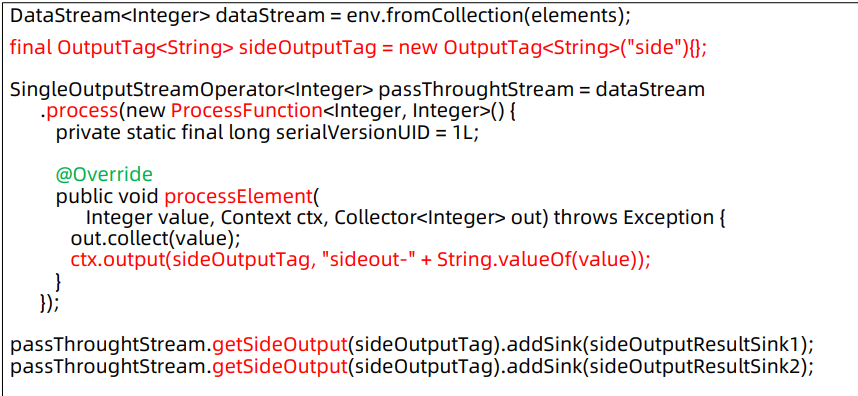 DataStream<Integer> dataStream = env.fromCollection(elements);
final OutputTag<String> sideOutputTag = new OutputTag<String>("side"){};
SingleOutputStreamOperator<Integer> passThroughtStream = dataStream
.process(new ProcessFunction<Integer, Integer>() {
private static final long serialVersionUID = 1L;
@Override
public void processElement(
Integer value, Context ctx, Collector<Integer> out) throws Exception {
out.collect(value);
ctx.output(sideOutputTag, "sideout-" + String.valueOf(value));
}
});
passThroughtStream.getSideOutput(sideOutputTag).addSink(sideOutputResultSink1);
passThroughtStream.getSideOutput(sideOutputTag).addSink(sideOutputResultSink2);